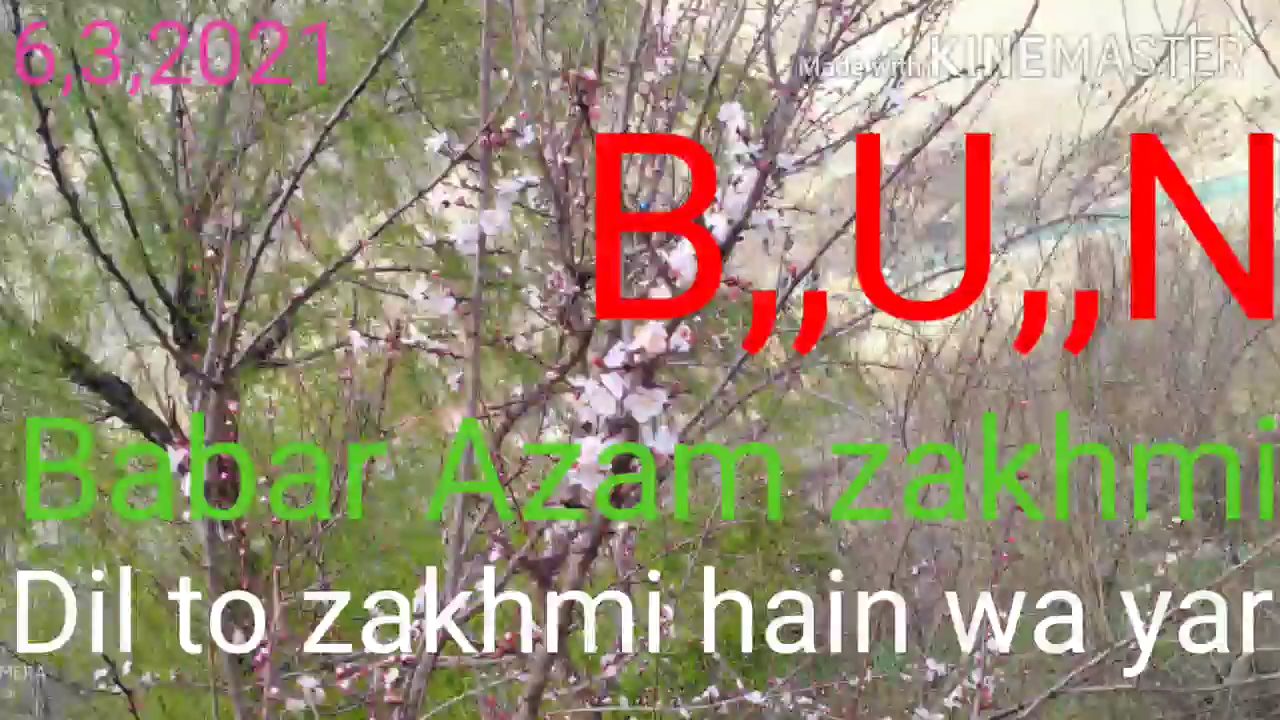 6,3,2021
Made with KINEMASTER
B,,U,,N
Babar Azam zakhmi
Dil to zakhmi hain wa yar